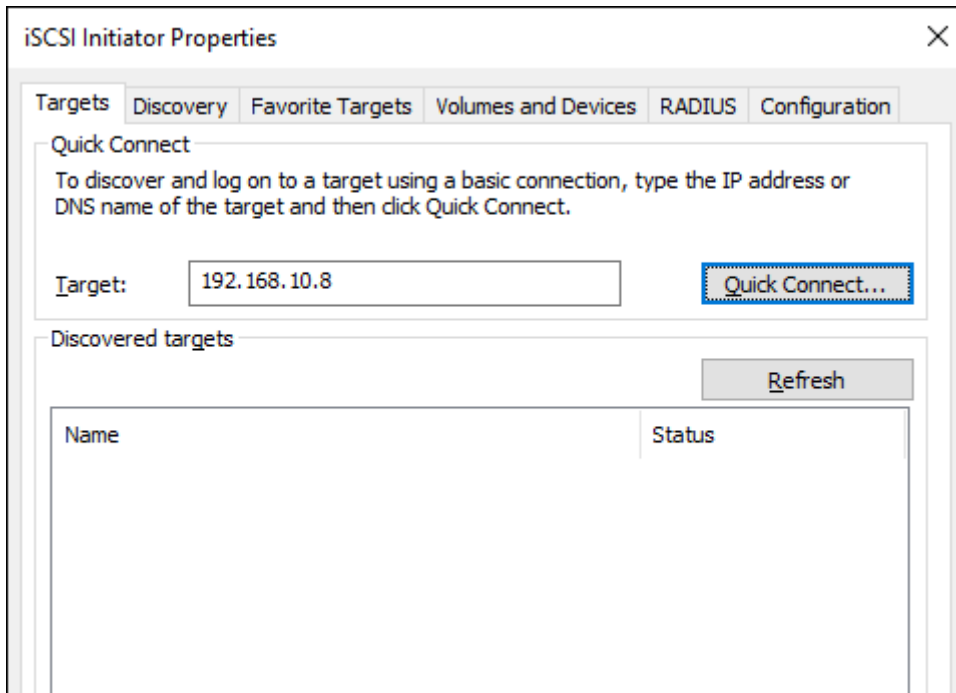 iSCSI Initiator Properties
Targets Discovery Favorite Targets Volumes and Devices RADIUS Configuration
Quick Connect
To discover and log on to a target using a basic connection, type the IP address or
DNS name of the target and then click Quick Connect.
Target: 192.168.10.8 Quick Connect...
Discovered targets
Refresh
Name Status